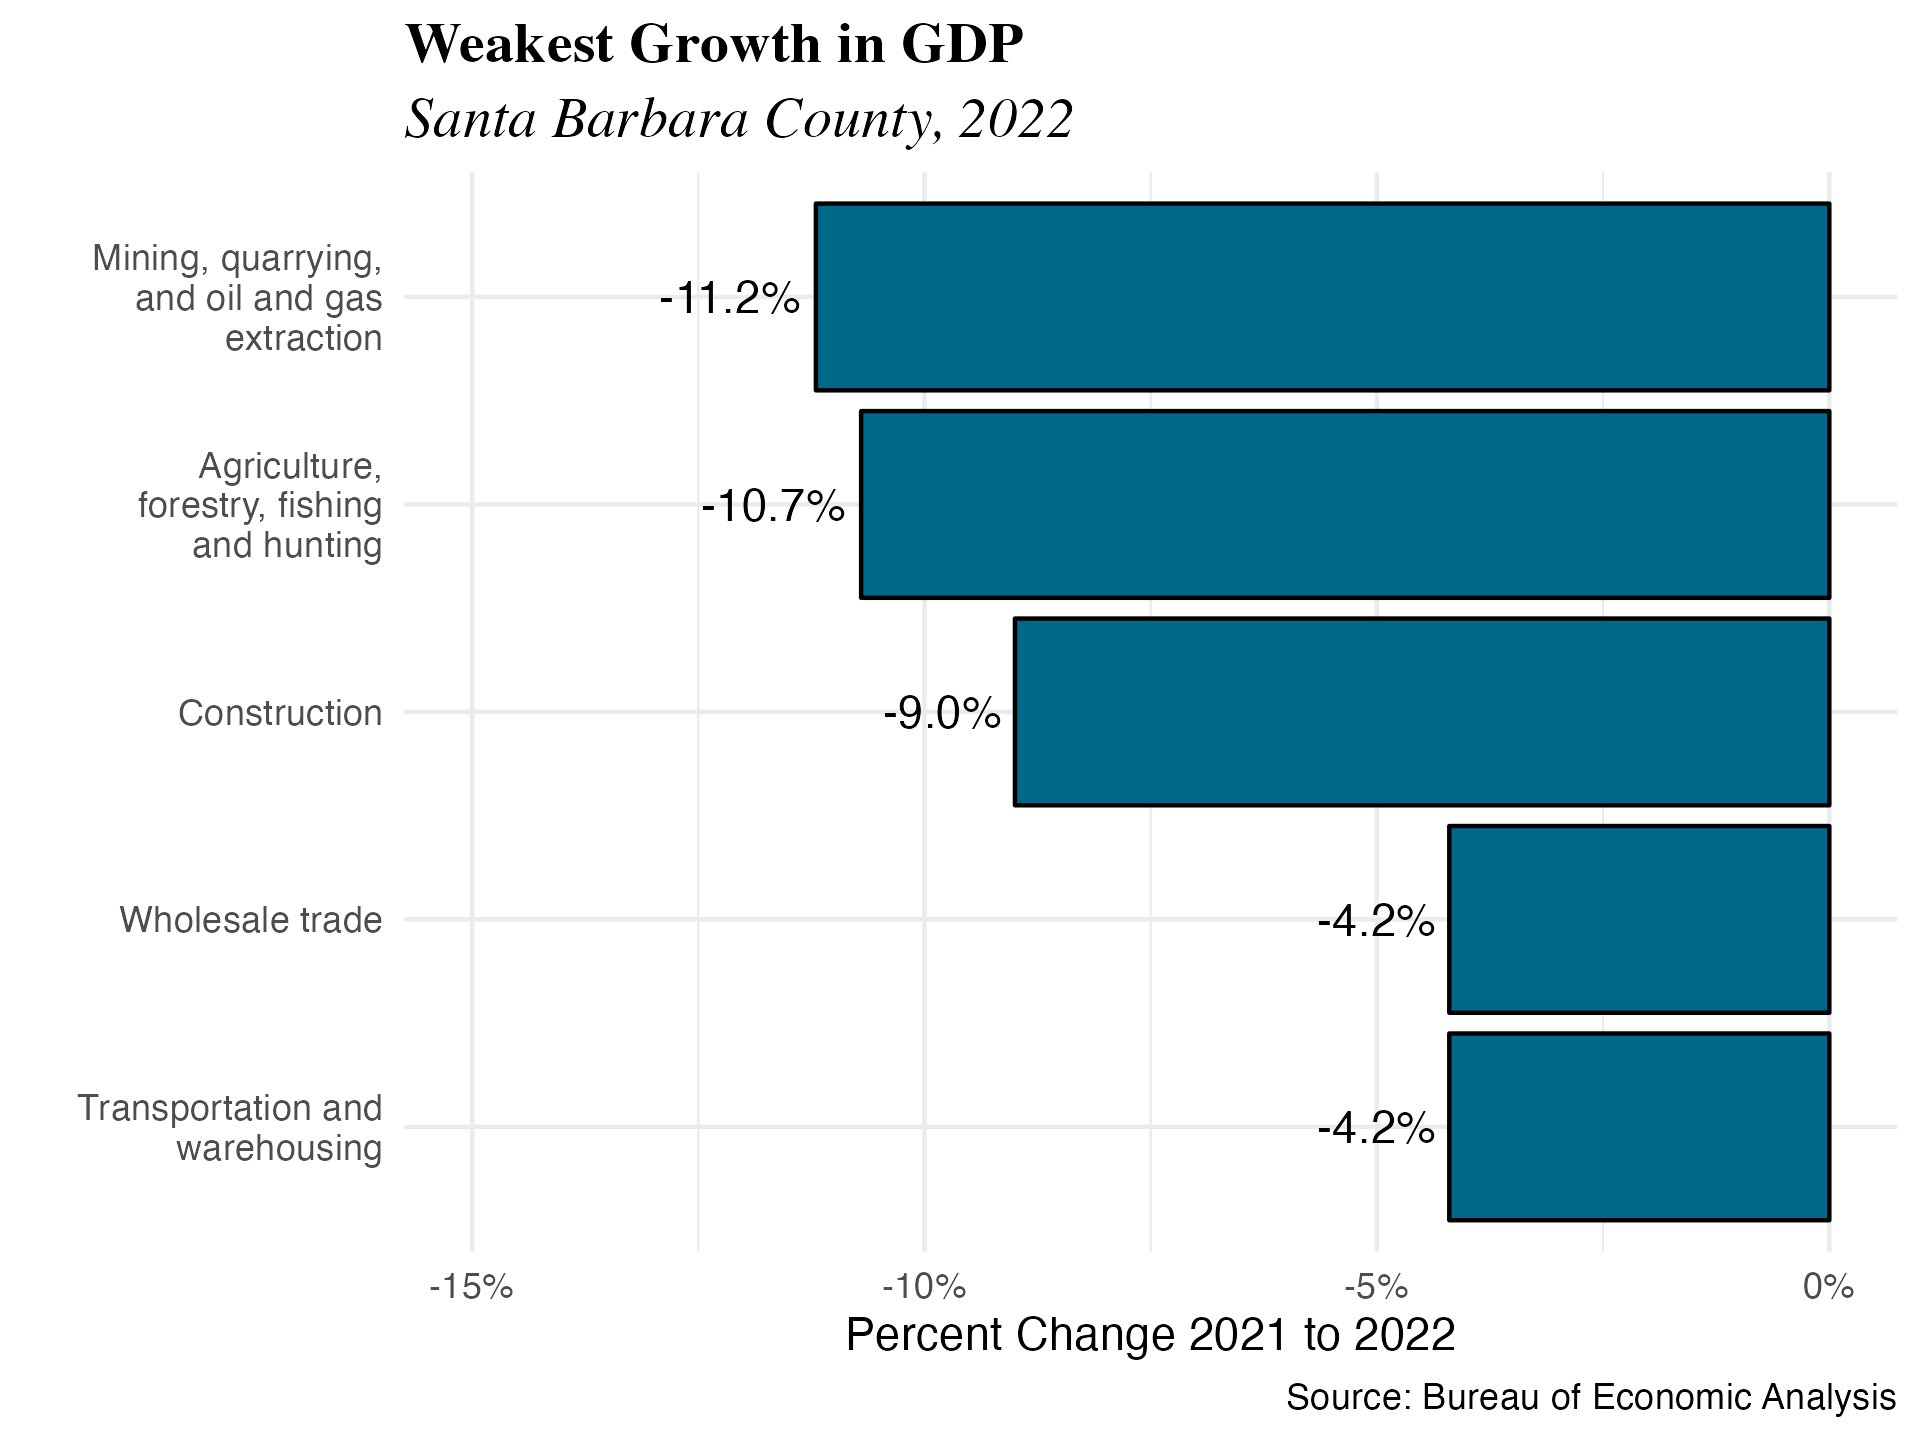 Weakest Growth in GDP
Santa Barbara County, 2022
Mining, quarrying,
and oil and gas
extraction
-11.2%
Agriculture,
forestry, fishing
and hunting
-10.7%
Construction
-9.0%
Wholesale trade
-4.2%
Transportation and
warehousing
-4.2%
-15% -10% -5% 0%
Percent Change 2021 to 2022
Source: Bureau of Economic Analysis